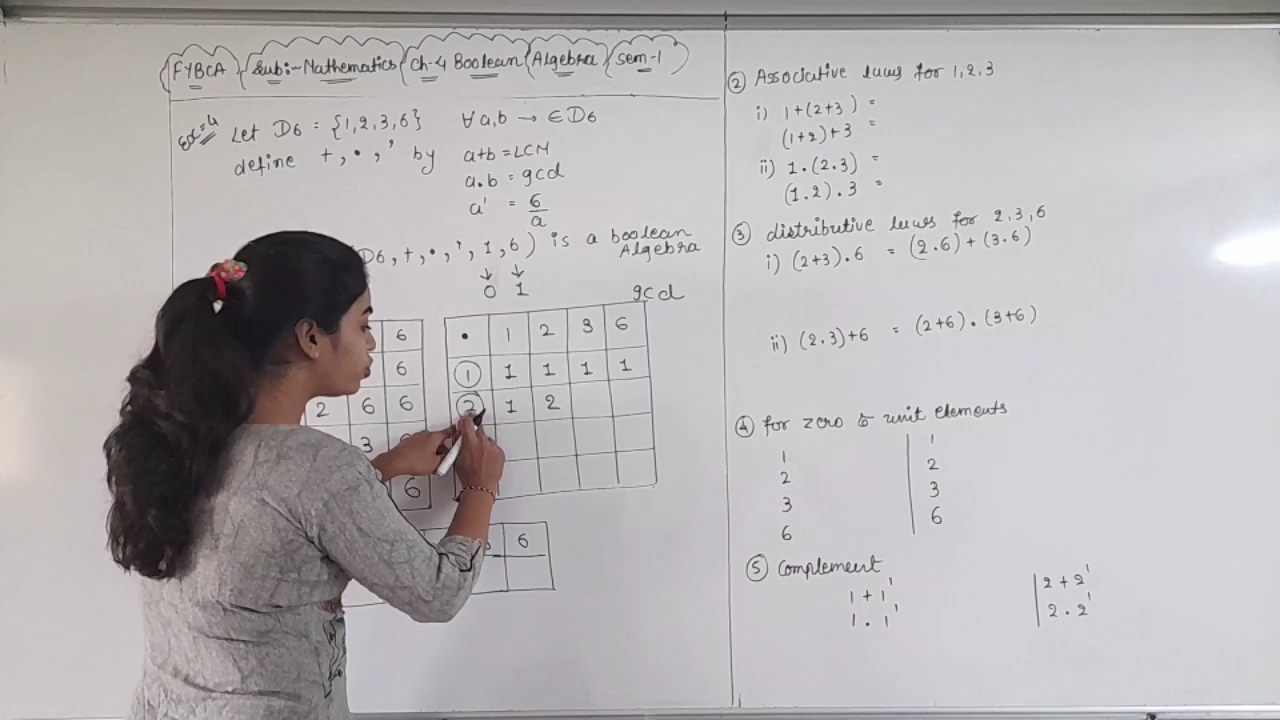 FYBCA Sub:- Mathematics Ch-4 Boolean Algebra Sem-1
Ex=4 Let D6 = {1,2,3,6} ∀ a,b → ∈ D6
define +, •, ' by a+b = LCM
a.b = gcd
a' = 6/a
D6, +, •, ', 1, 6) is a boolean Algebra
↓ ↓
0 1
gcd
6
6
2 6 6
3
6
• 1 2 3 6
1 1 1 1 1
2 1 2
6
② Associative laws for 1,2,3
i) 1+(2+3) =
(1+2)+3 =
ii) 1.(2.3) =
(1.2).3 =
③ distributive laws for 2,3,6
i) (2+3).6 = (2.6)+(3.6)
ii) (2.3)+6 = (2+6).(3+6)
④ for zero & unit elements
1 | 1
2 | 2
3 | 3
6 | 6
⑤ Complement
1+1' | 2+2'
1.1' | 2.2'